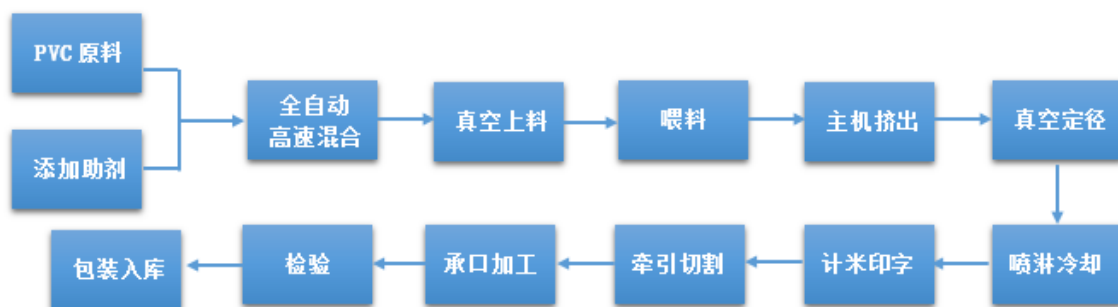 PVC 原料
添加助剂
全自动
高速混合
真空上料
喂料
主机挤出
真空定径
喷淋冷却
计米印字
牵引切割
承口加工
检验
包装入库